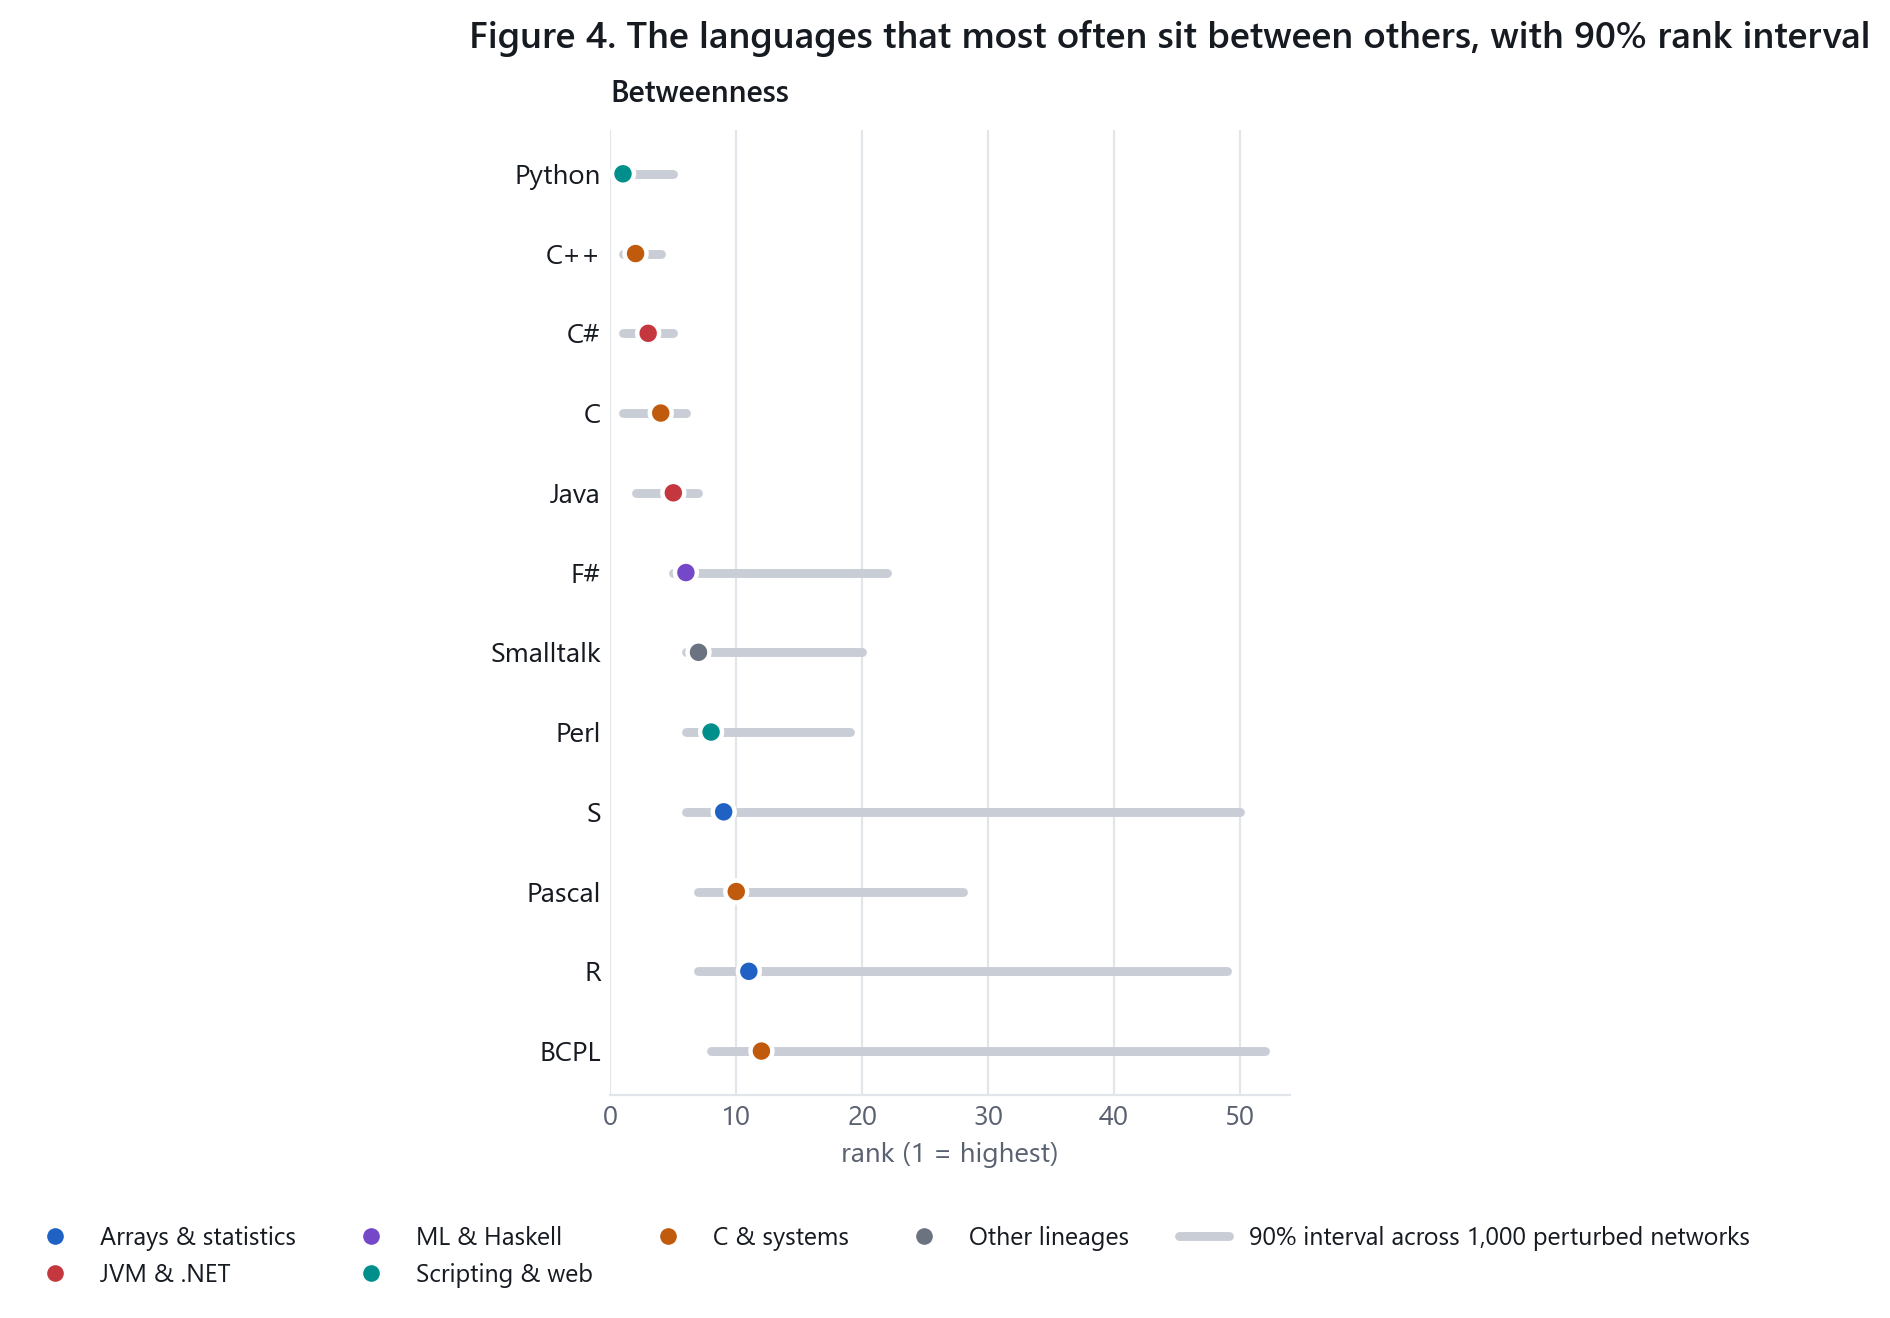 Figure 4. The languages that most often sit between others, with 90% rank interval
Betweenness
Python
C++
C#
C
Java
F#
Smalltalk
Perl
S
Pascal
R
BCPL
0 10 20 30 40 50
rank (1 = highest)
Arrays & statistics ML & Haskell C & systems Other lineages 90% interval across 1,000 perturbed networks
JVM & .NET Scripting & web